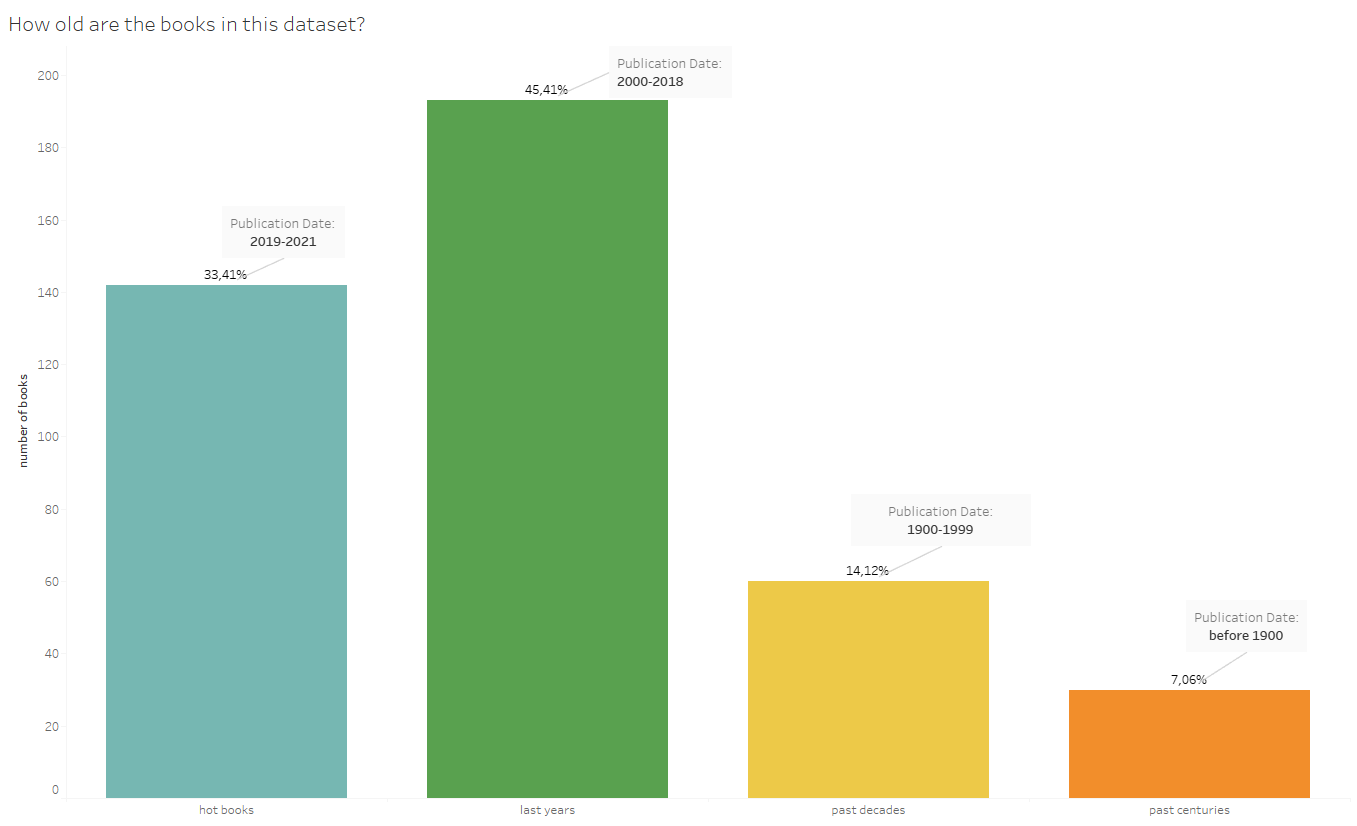 How old are the books in this dataset?
Publication Date:
2000-2018
200
45,41%
180
160
Publication Date:
2019-2021
33,41%
140
120
number of books
100
80
Publication Date:
1900-1999
14,12%
60
Publication Date:
before 1900
40
7,06%
20
0
hot books
last years
past decades
past centuries